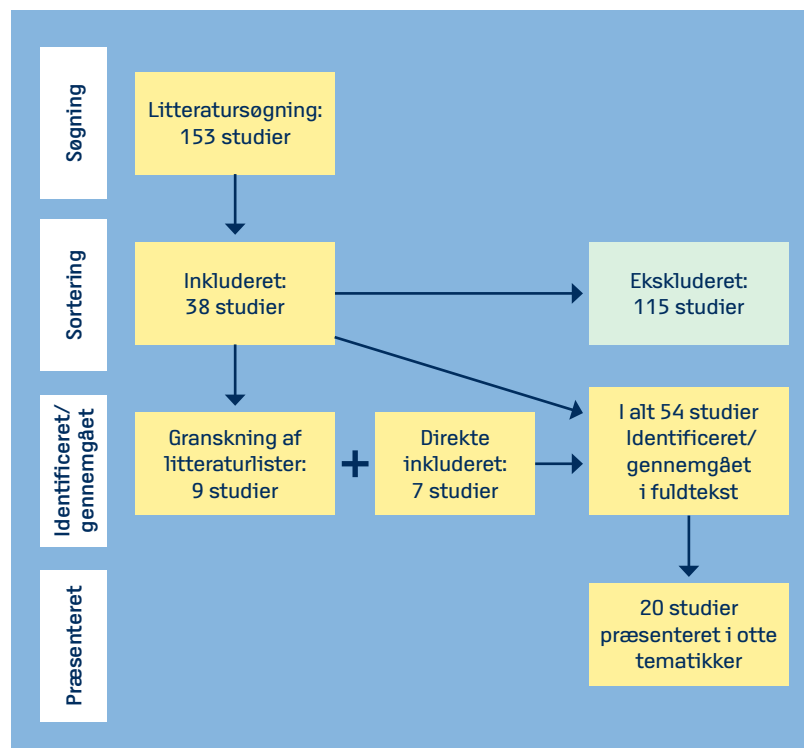 Søgning
Litteratursøgning:
153 studier
Sortering
Inkluderet:
38 studier
Ekskluderet:
115 studier
Identificeret/
gennemgået
Granskning af
litteraturlister:
9 studier
+
Direkte
inkluderet:
7 studier
I alt 54 studier
Identificeret/
gennemgået
i fuldtekst
Præsenteret
20 studier
præsenteret i otte
tematikker